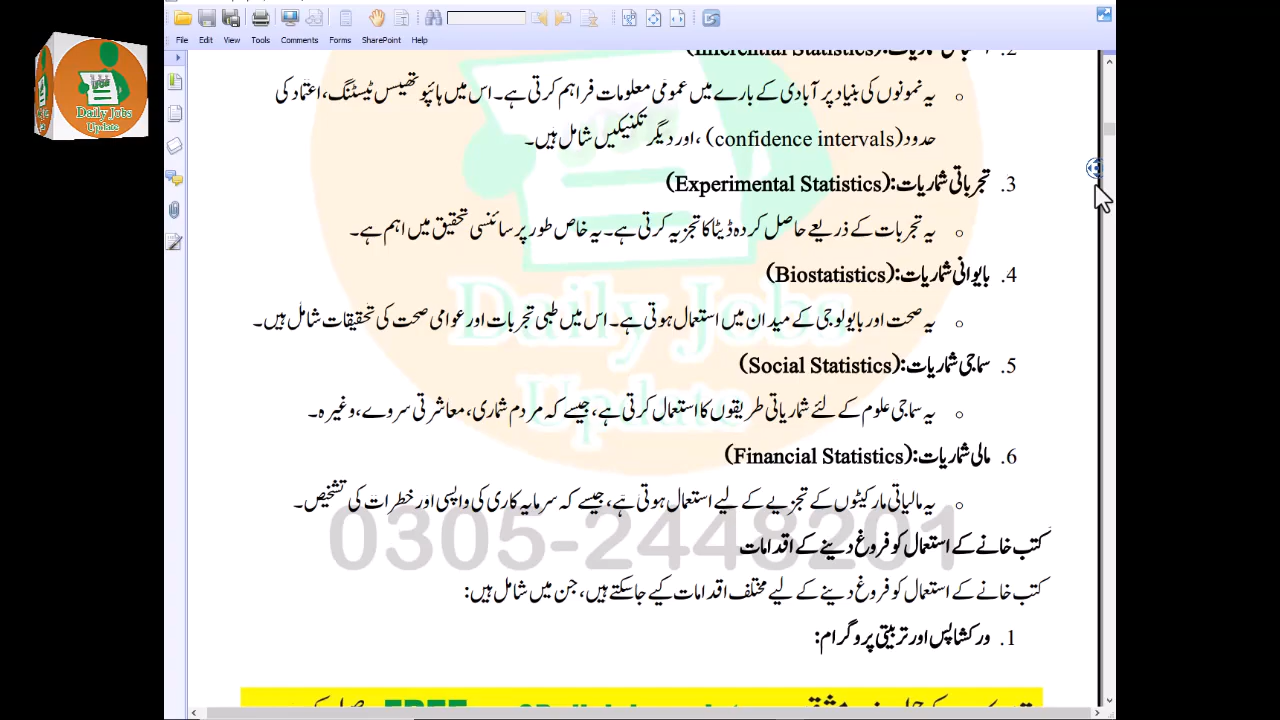 File Edit View Tools Comments Forms SharePoint Help
Daily Jobs
Update
2. (Inferential Statistics):
یہ نمونوں کی بنیاد پر آبادی کے بارے میں عمومی معلومات فراہم کرتی ہے۔ اس میں ہائپوتھیسس ٹیسٹنگ، اعتماد کی
حدود (confidence intervals)، اور دیگر تکنیکیں شامل ہیں۔
3. تجرباتی شماریات: (Experimental Statistics)
یہ تجربات کے ذریعے حاصل کردہ ڈیٹا کا تجزیہ کرتی ہے۔ یہ خاص طور پر سائنسی تحقیق میں اہم ہے۔
4. بایوانی شماریات: (Biostatistics)
یہ صحت اور بایولوجی کے میدان میں استعمال ہوتی ہے۔ اس میں طبی تجربات اور عوامی صحت کی تحقیقات شامل ہیں۔
5. سماجی شماریات: (Social Statistics)
یہ سماجی علوم کے لئے شماریاتی طریقوں کا استعمال کرتی ہے، جیسے کہ مردم شماری، معاشرتی سروے، وغیرہ۔
6. مالی شماریات: (Financial Statistics)
یہ مالیاتی مارکیٹوں کے تجزیے کے لیے استعمال ہوتی ہے، جیسے کہ سرمایہ کاری کی واپسی اور خطرات کی تشخیص۔
کتب خانے کے استعمال کو فروغ دینے کے اقدامات
کتب خانے کے استعمال کو فروغ دینے کے لیے مختلف اقدامات کیے جا سکتے ہیں، جن میں شامل ہیں:
1. ورکشاپس اور تربیتی پروگرام:
Daily Jobs
Update
0305-2448201
FREE